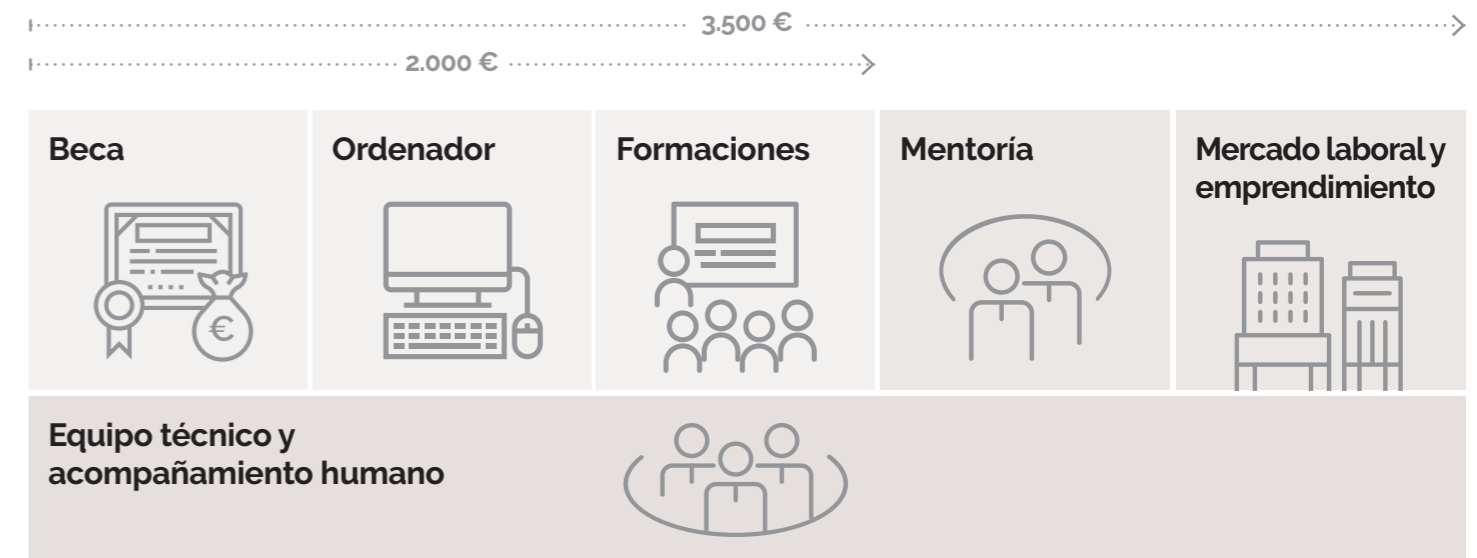 3.500 €
2.000 €
Beca
Ordenador
Formaciones
Mentoría
Mercado laboral y
emprendimiento
€
Equipo técnico y
acompañamiento humano